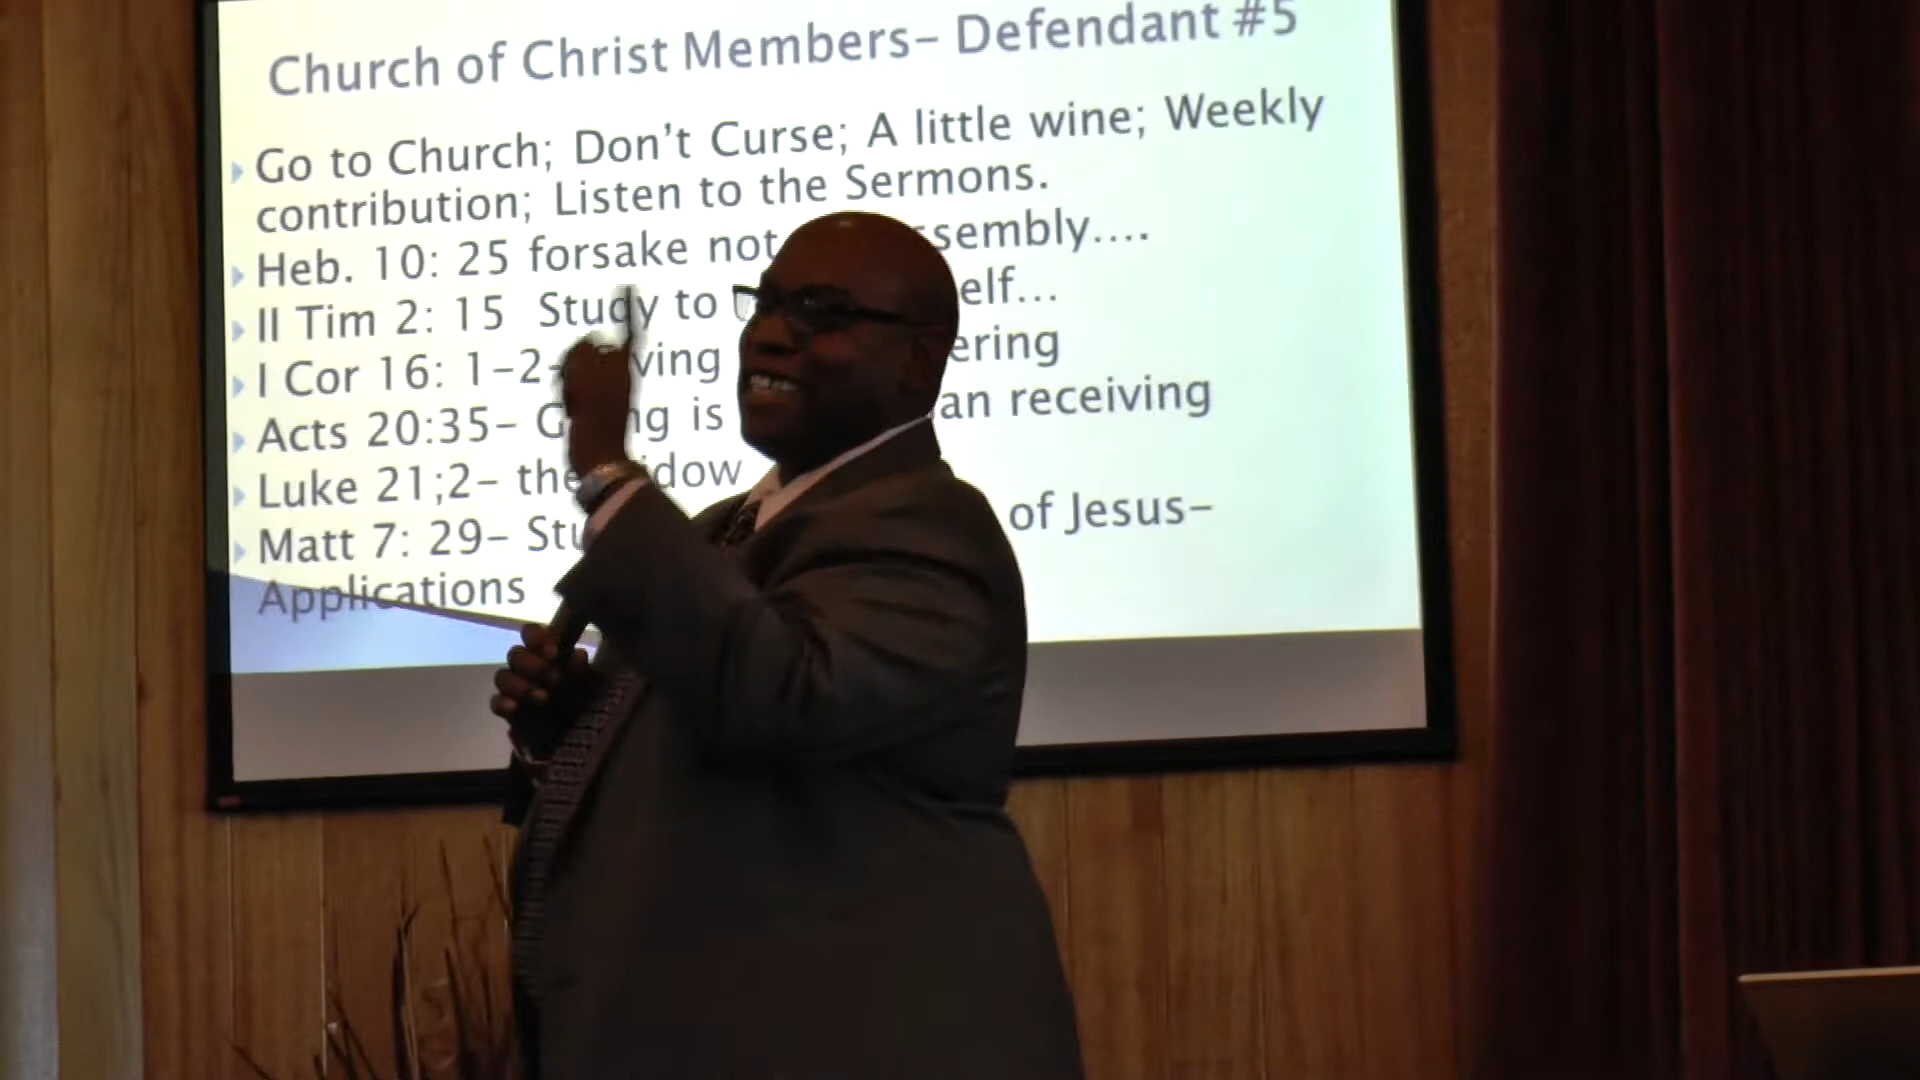 Church of Christ Members– Defendant #5
Go to Church; Don't Curse; A little wine; Weekly
contribution; Listen to the Sermons.
Heb. 10: 25 forsake not
II Tim 2: 15 Study to
I Cor 16: 1–2–
Acts 20:35– is receiving
Luke 21;2– the
Matt 7: 29– of Jesus–
Applications